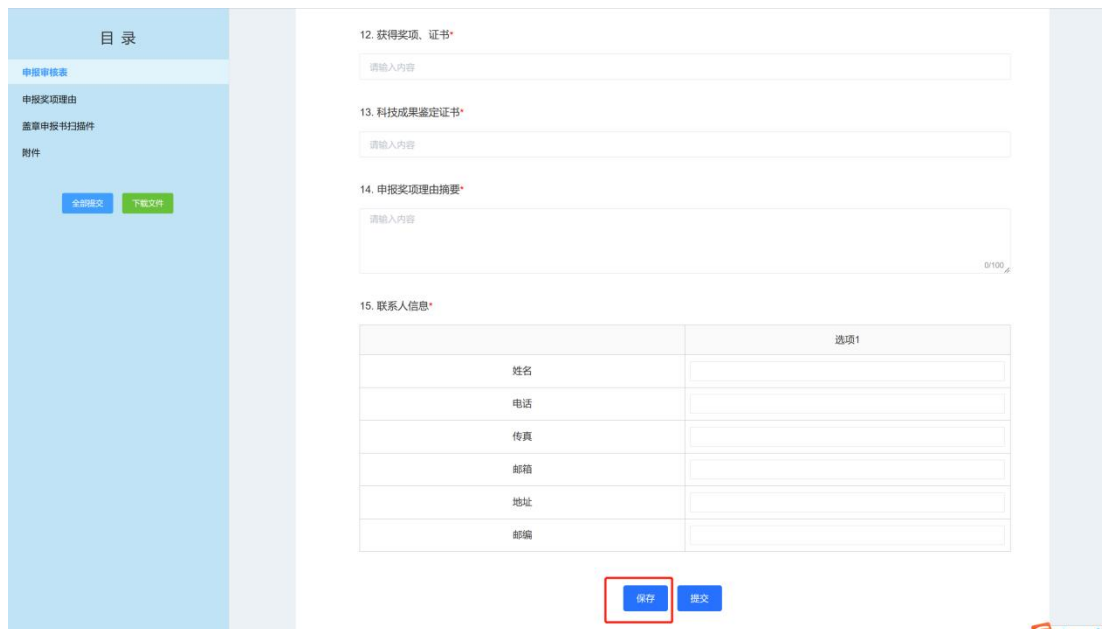 目录
申报审核表
申报奖项理由
盖章申报书扫描件
附件
全部提交
下载文件
12. 获得奖项、证书*
请输入内容
13. 科技成果鉴定证书*
请输入内容
14. 申报奖项理由摘要*
请输入内容
0/100
15. 联系人信息*
选项1
姓名
电话
传真
邮箱
地址
邮编
保存
提交